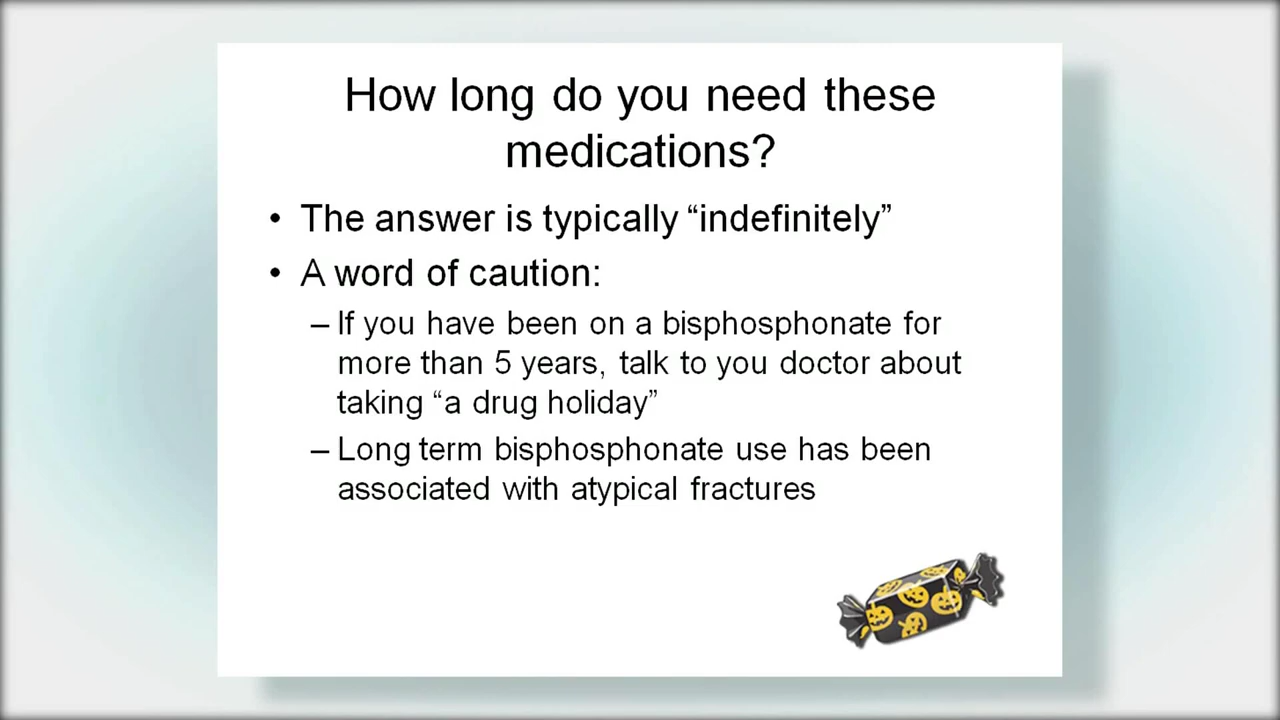 How long do you need these
medications?
• The answer is typically “indefinitely”
• A word of caution:
– If you have been on a bisphosphonate for
more than 5 years, talk to you doctor about
taking “a drug holiday”
– Long term bisphosphonate use has been
associated with atypical fractures